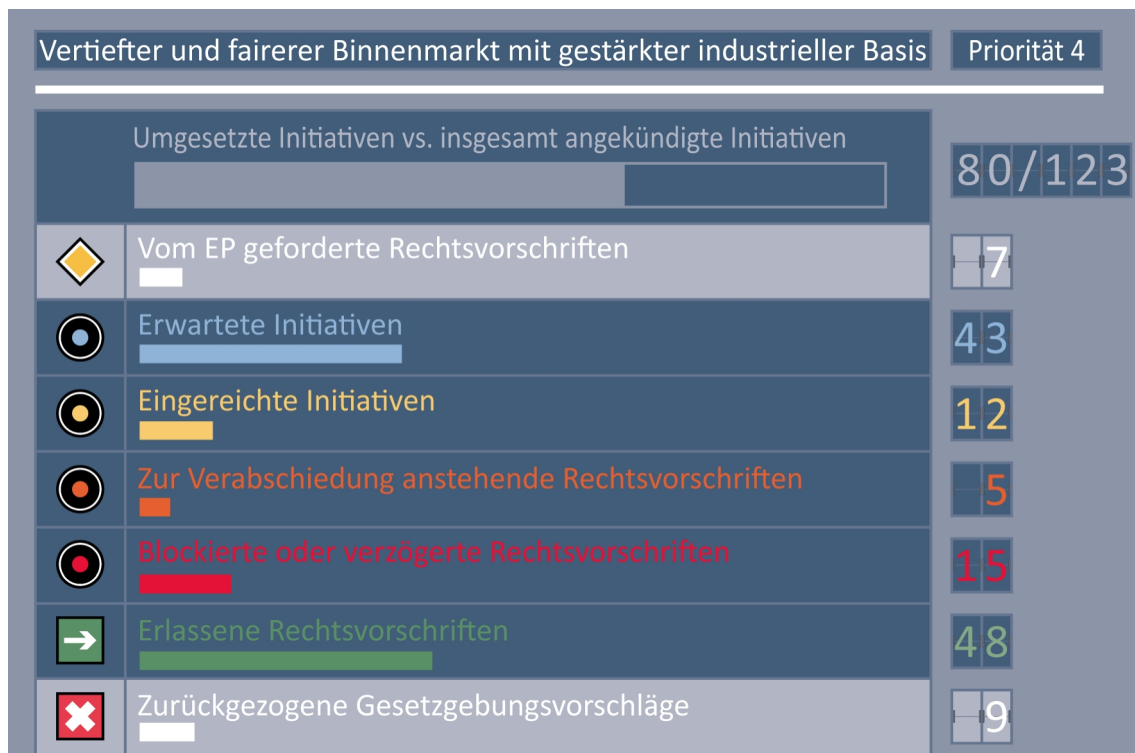 Vertiefter und fairerer Binnenmarkt mit gestärkter industrieller Basis
Priorität 4
Umgesetzte Initiativen vs. insgesamt angekündigte Initiativen
80/123
Vom EP geforderte Rechtsvorschriften
7
Erwartete Initiativen
43
Eingereichte Initiativen
12
Zur Verabschiedung anstehende Rechtsvorschriften
5
Blockierte oder verzögerte Rechtsvorschriften
15
Erlassene Rechtsvorschriften
48
Zurückgezogene Gesetzgebungsvorschläge
9